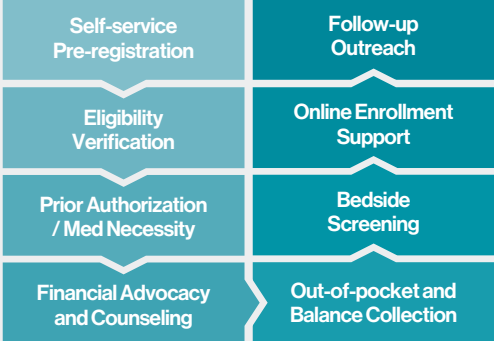 Self-service
Pre-registration
Eligibility
Verification
Prior Authorization
/ Med Necessity
Financial Advocacy
and Counseling
Out-of-pocket and
Balance Collection
Bedside
Screening
Online Enrollment
Support
Follow-up
Outreach